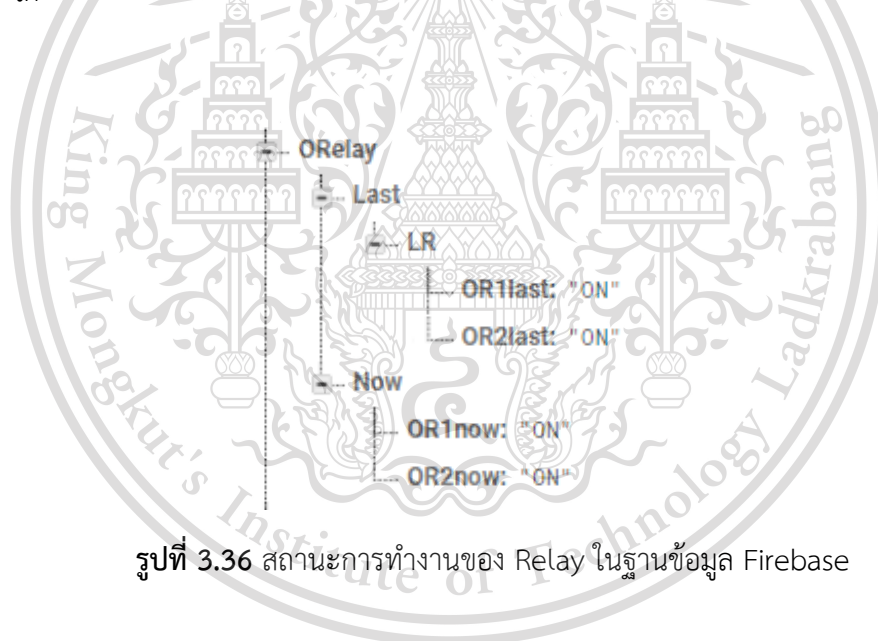 ORelay
Last
LR
OR1last: "ON"
OR2last: "ON"
Now
OR1now: "ON"
OR2now: "ON"
รูปที่ 3.36 สถานะการทำงานของ Relay ในฐานข้อมูล Firebase
King Mongkut's Institute of Technology Ladkrabang